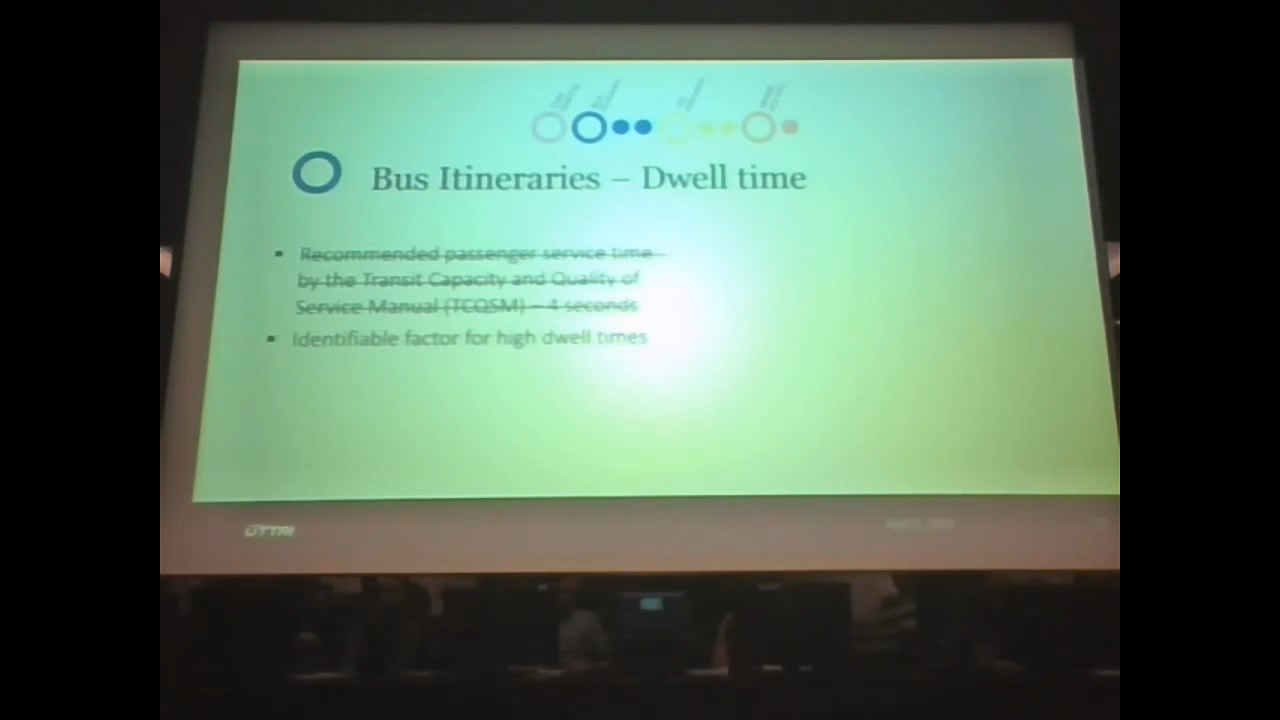 Bus Itineraries – Dwell time
Recommended passenger service time
by the Transit Capacity and Quality of
Service Manual (TCQSM) – 4 seconds
Identifiable factor for high dwell times